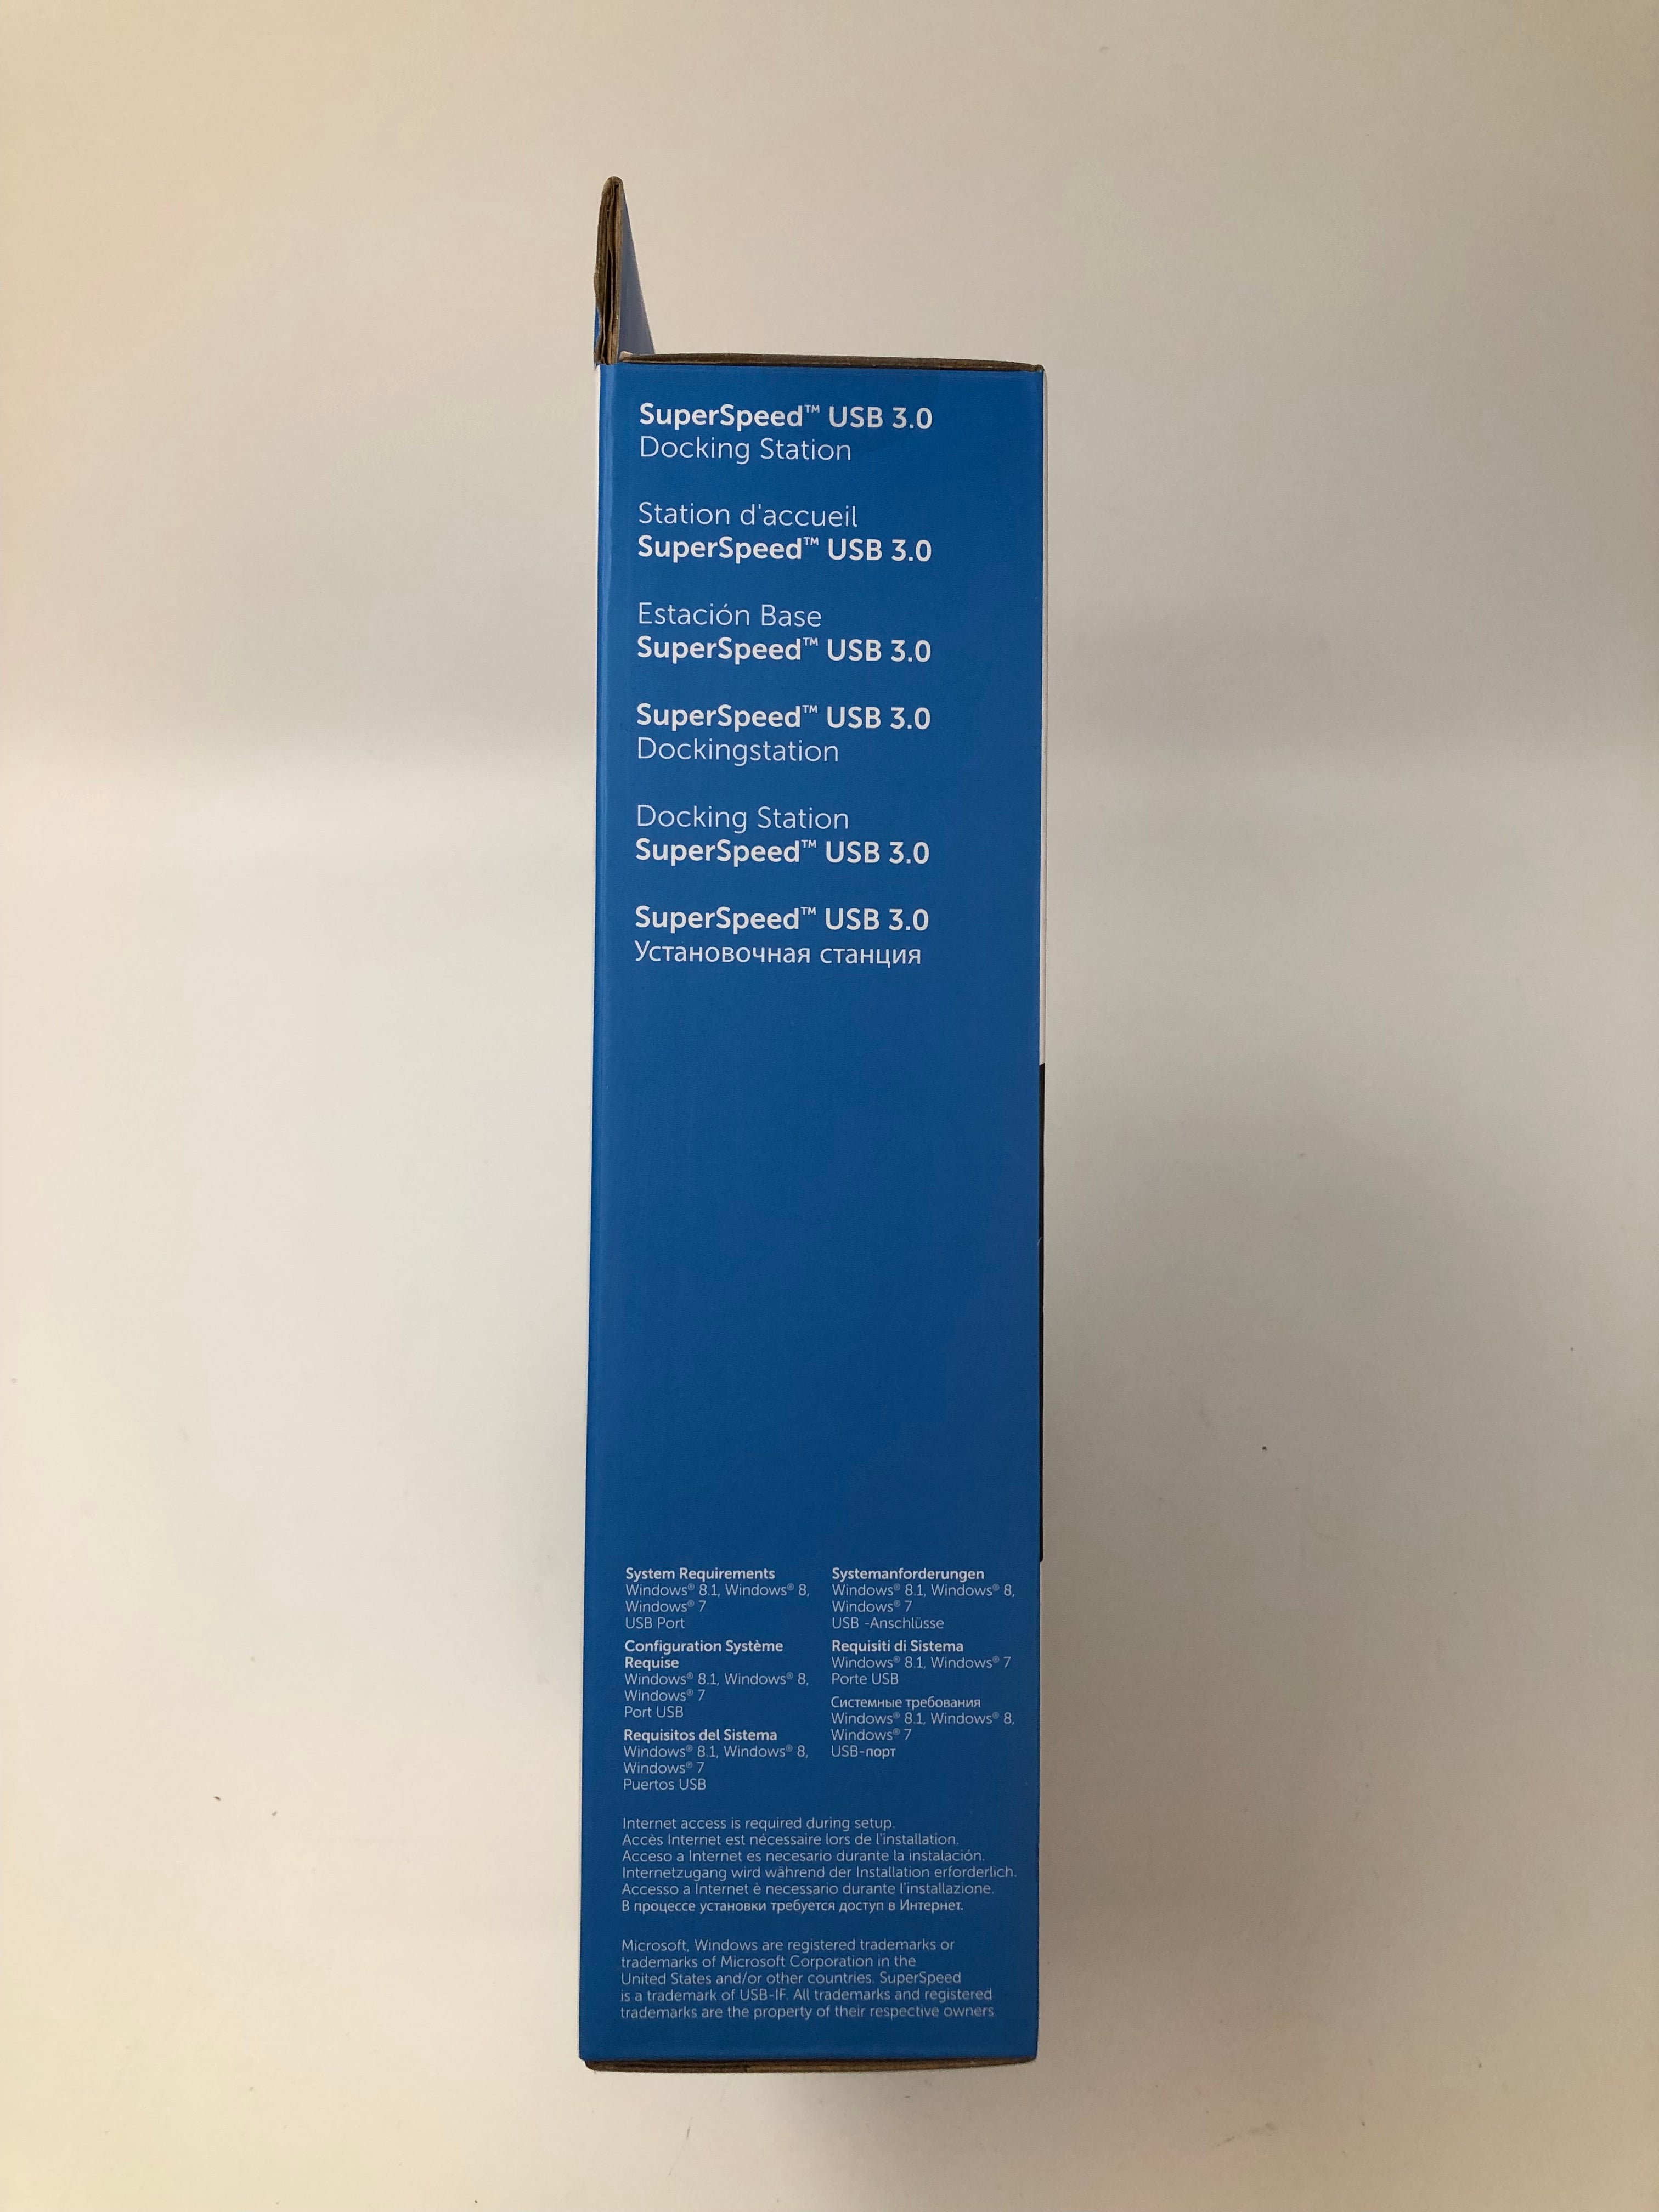 SuperSpeed™ USB 3.0
Docking Station
Station d'accueil
SuperSpeed™ USB 3.0
Estación Base
SuperSpeed™ USB 3.0
SuperSpeed™ USB 3.0
Dockingstation
Docking Station
SuperSpeed™ USB 3.0
SuperSpeed™ USB 3.0
Установочная станция
System Requirements
Windows® 8.1, Windows® 8,
Windows® 7
USB Port
Configuration Système
Requise
Windows® 8.1, Windows® 8,
Windows® 7
Port USB
Requisitos del Sistema
Windows® 8.1, Windows® 8,
Windows® 7
Puertos USB
Systemanforderungen
Windows® 8.1, Windows® 8,
Windows® 7
USB -Anschlüsse
Requisiti di Sistema
Windows® 8.1, Windows® 7
Porte USB
Системные требования
Windows® 8.1, Windows® 8,
Windows® 7
USB-порт
Internet access is required during setup.
Accès Internet est nécessaire lors de l'installation.
Acceso a Internet es necesario durante la instalación.
Internetzugang wird während der Installation erforderlich.
Accesso a Internet è necessario durante l'installazione.
В процессе установки требуется доступ в Интернет.
Microsoft, Windows are registered trademarks or
trademarks of Microsoft Corporation in the
United States and/or other countries. SuperSpeed
is a trademark of USB-IF. All trademarks and registered
trademarks are the property of their respective owners.